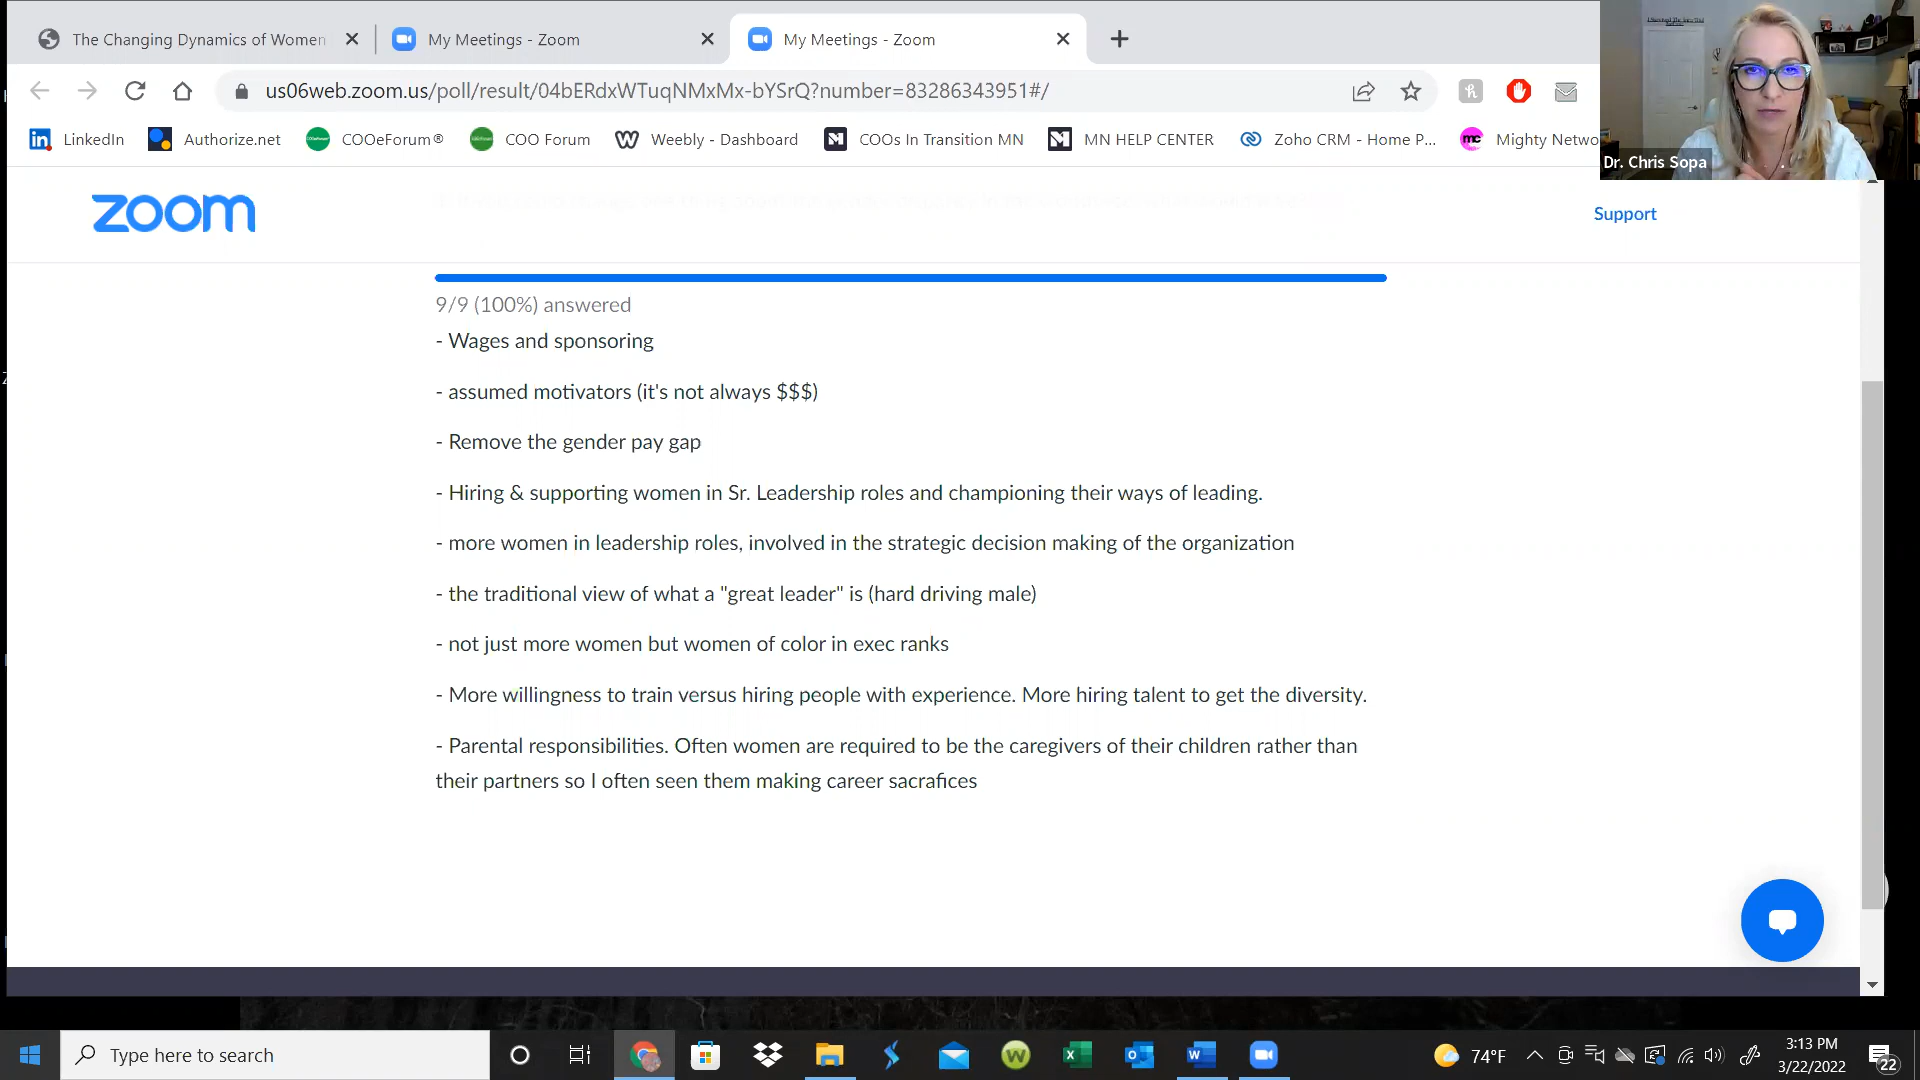 The Changing Dynamics of Women
My Meetings - Zoom
My Meetings - Zoom
us06web.zoom.us/poll/result/04bERdxWTuqNMxMx-bYSrQ?number=83286343951#/
LinkedIn
Authorize.net
COOeForum®
COO Forum
Weebly - Dashboard
COOs In Transition MN
MN HELP CENTER
Zoho CRM - Home P...
Mighty Netwo
Dr. Chris Sopa
zoom
Support
9/9 (100%) answered
- Wages and sponsoring
- assumed motivators (it's not always $$$)
- Remove the gender pay gap
- Hiring & supporting women in Sr. Leadership roles and championing their ways of leading.
- more women in leadership roles, involved in the strategic decision making of the organization
- the traditional view of what a "great leader" is (hard driving male)
- not just more women but women of color in exec ranks
- More willingness to train versus hiring people with experience. More hiring talent to get the diversity.
- Parental responsibilities. Often women are required to be the caregivers of their children rather than
their partners so I often seen them making career sacrafices
Type here to search
74°F
3:13 PM
3/22/2022
22